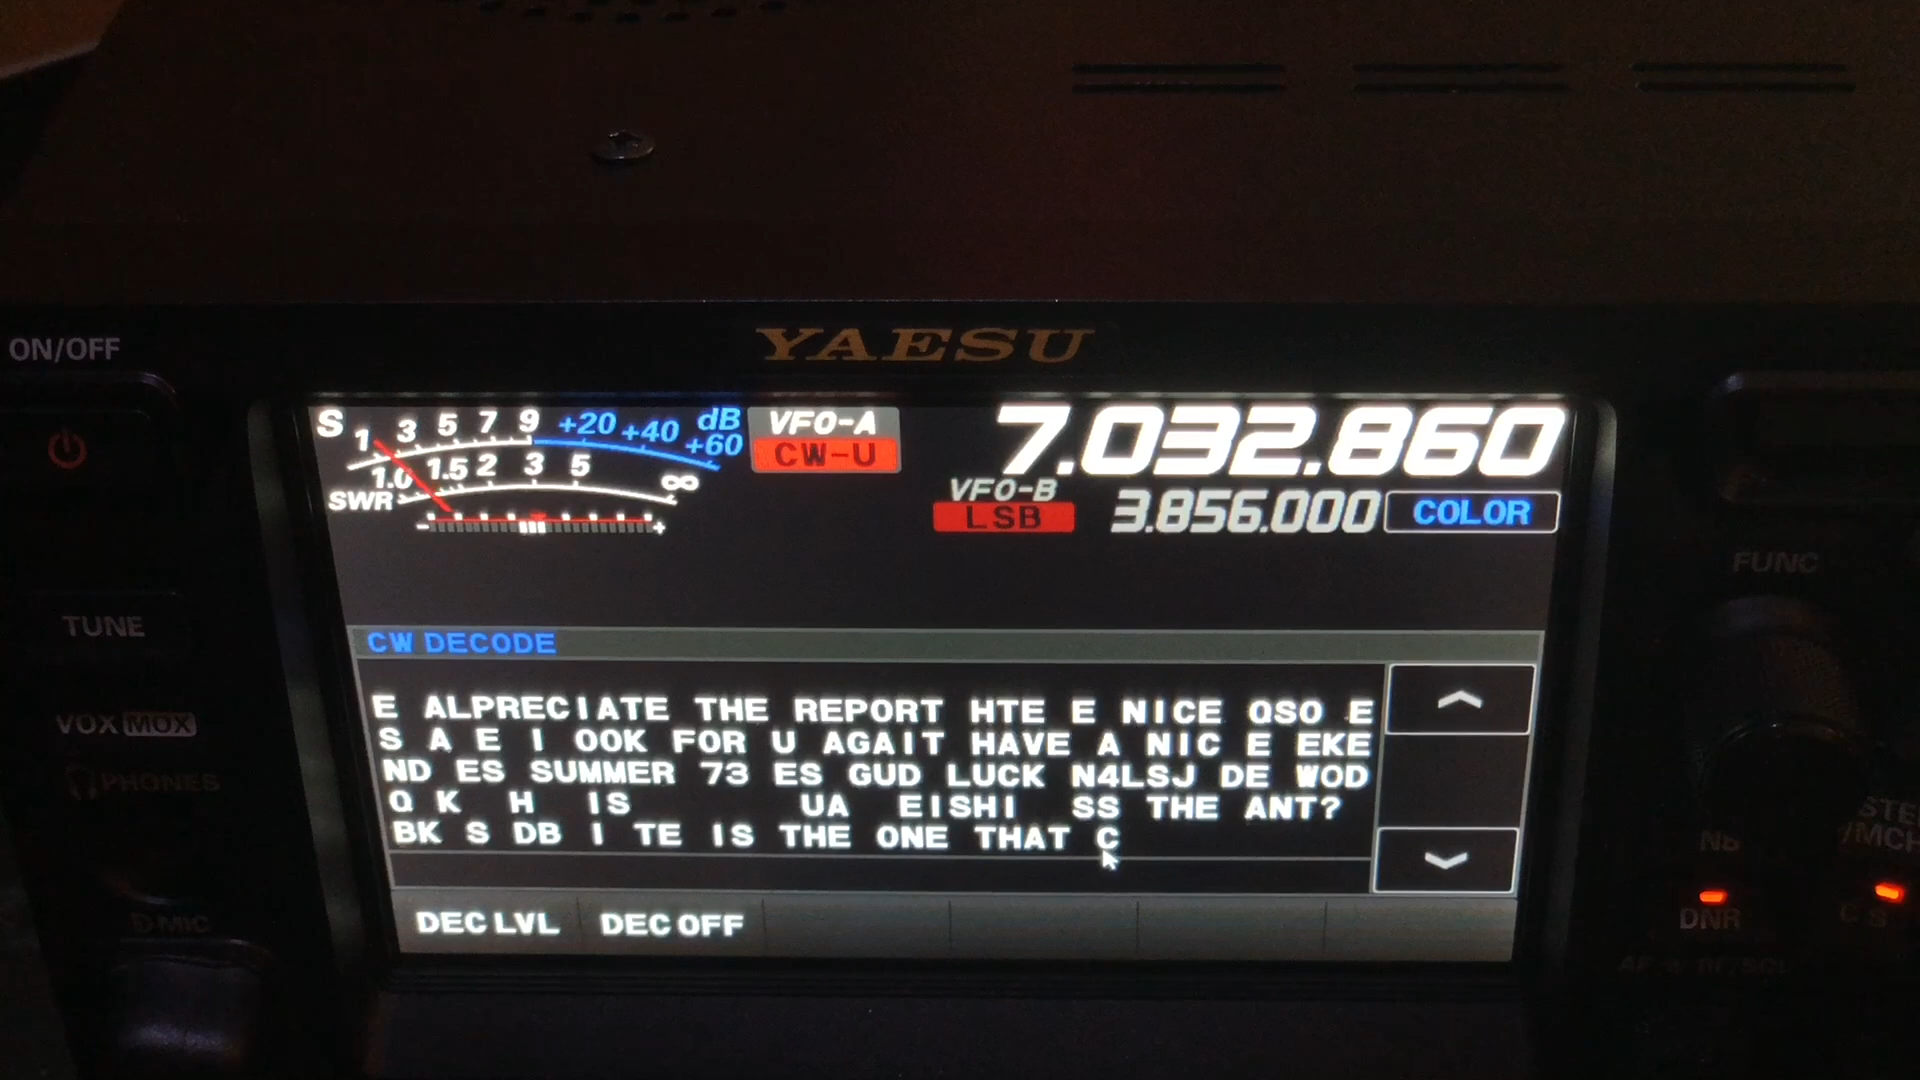 ON/OFF
YAESU
S 1 3 5 7 9 +20 +40 +60 dB
SWR 1.0 1.5 2 3 5 ∞
- +
VFO-A
CW-U
7.032.860
VFO-B
LSB
3.856.000
COLOR
FUNC
TUNE
VOX MOX
PHONES
CW DECODE
E ALPRECIATE THE REPORT HTE E NICE QSO E
S A E I OOK FOR U AGAIT HAVE A NIC E EKE
ND ES SUMMER 73 ES GUD LUCK N4LSJ DE WOD
Q K H IS UA EISHI SS THE ANT?
BK S DB I TE IS THE ONE THAT C
DEC LVL DEC OFF
MIC
NB
DNR